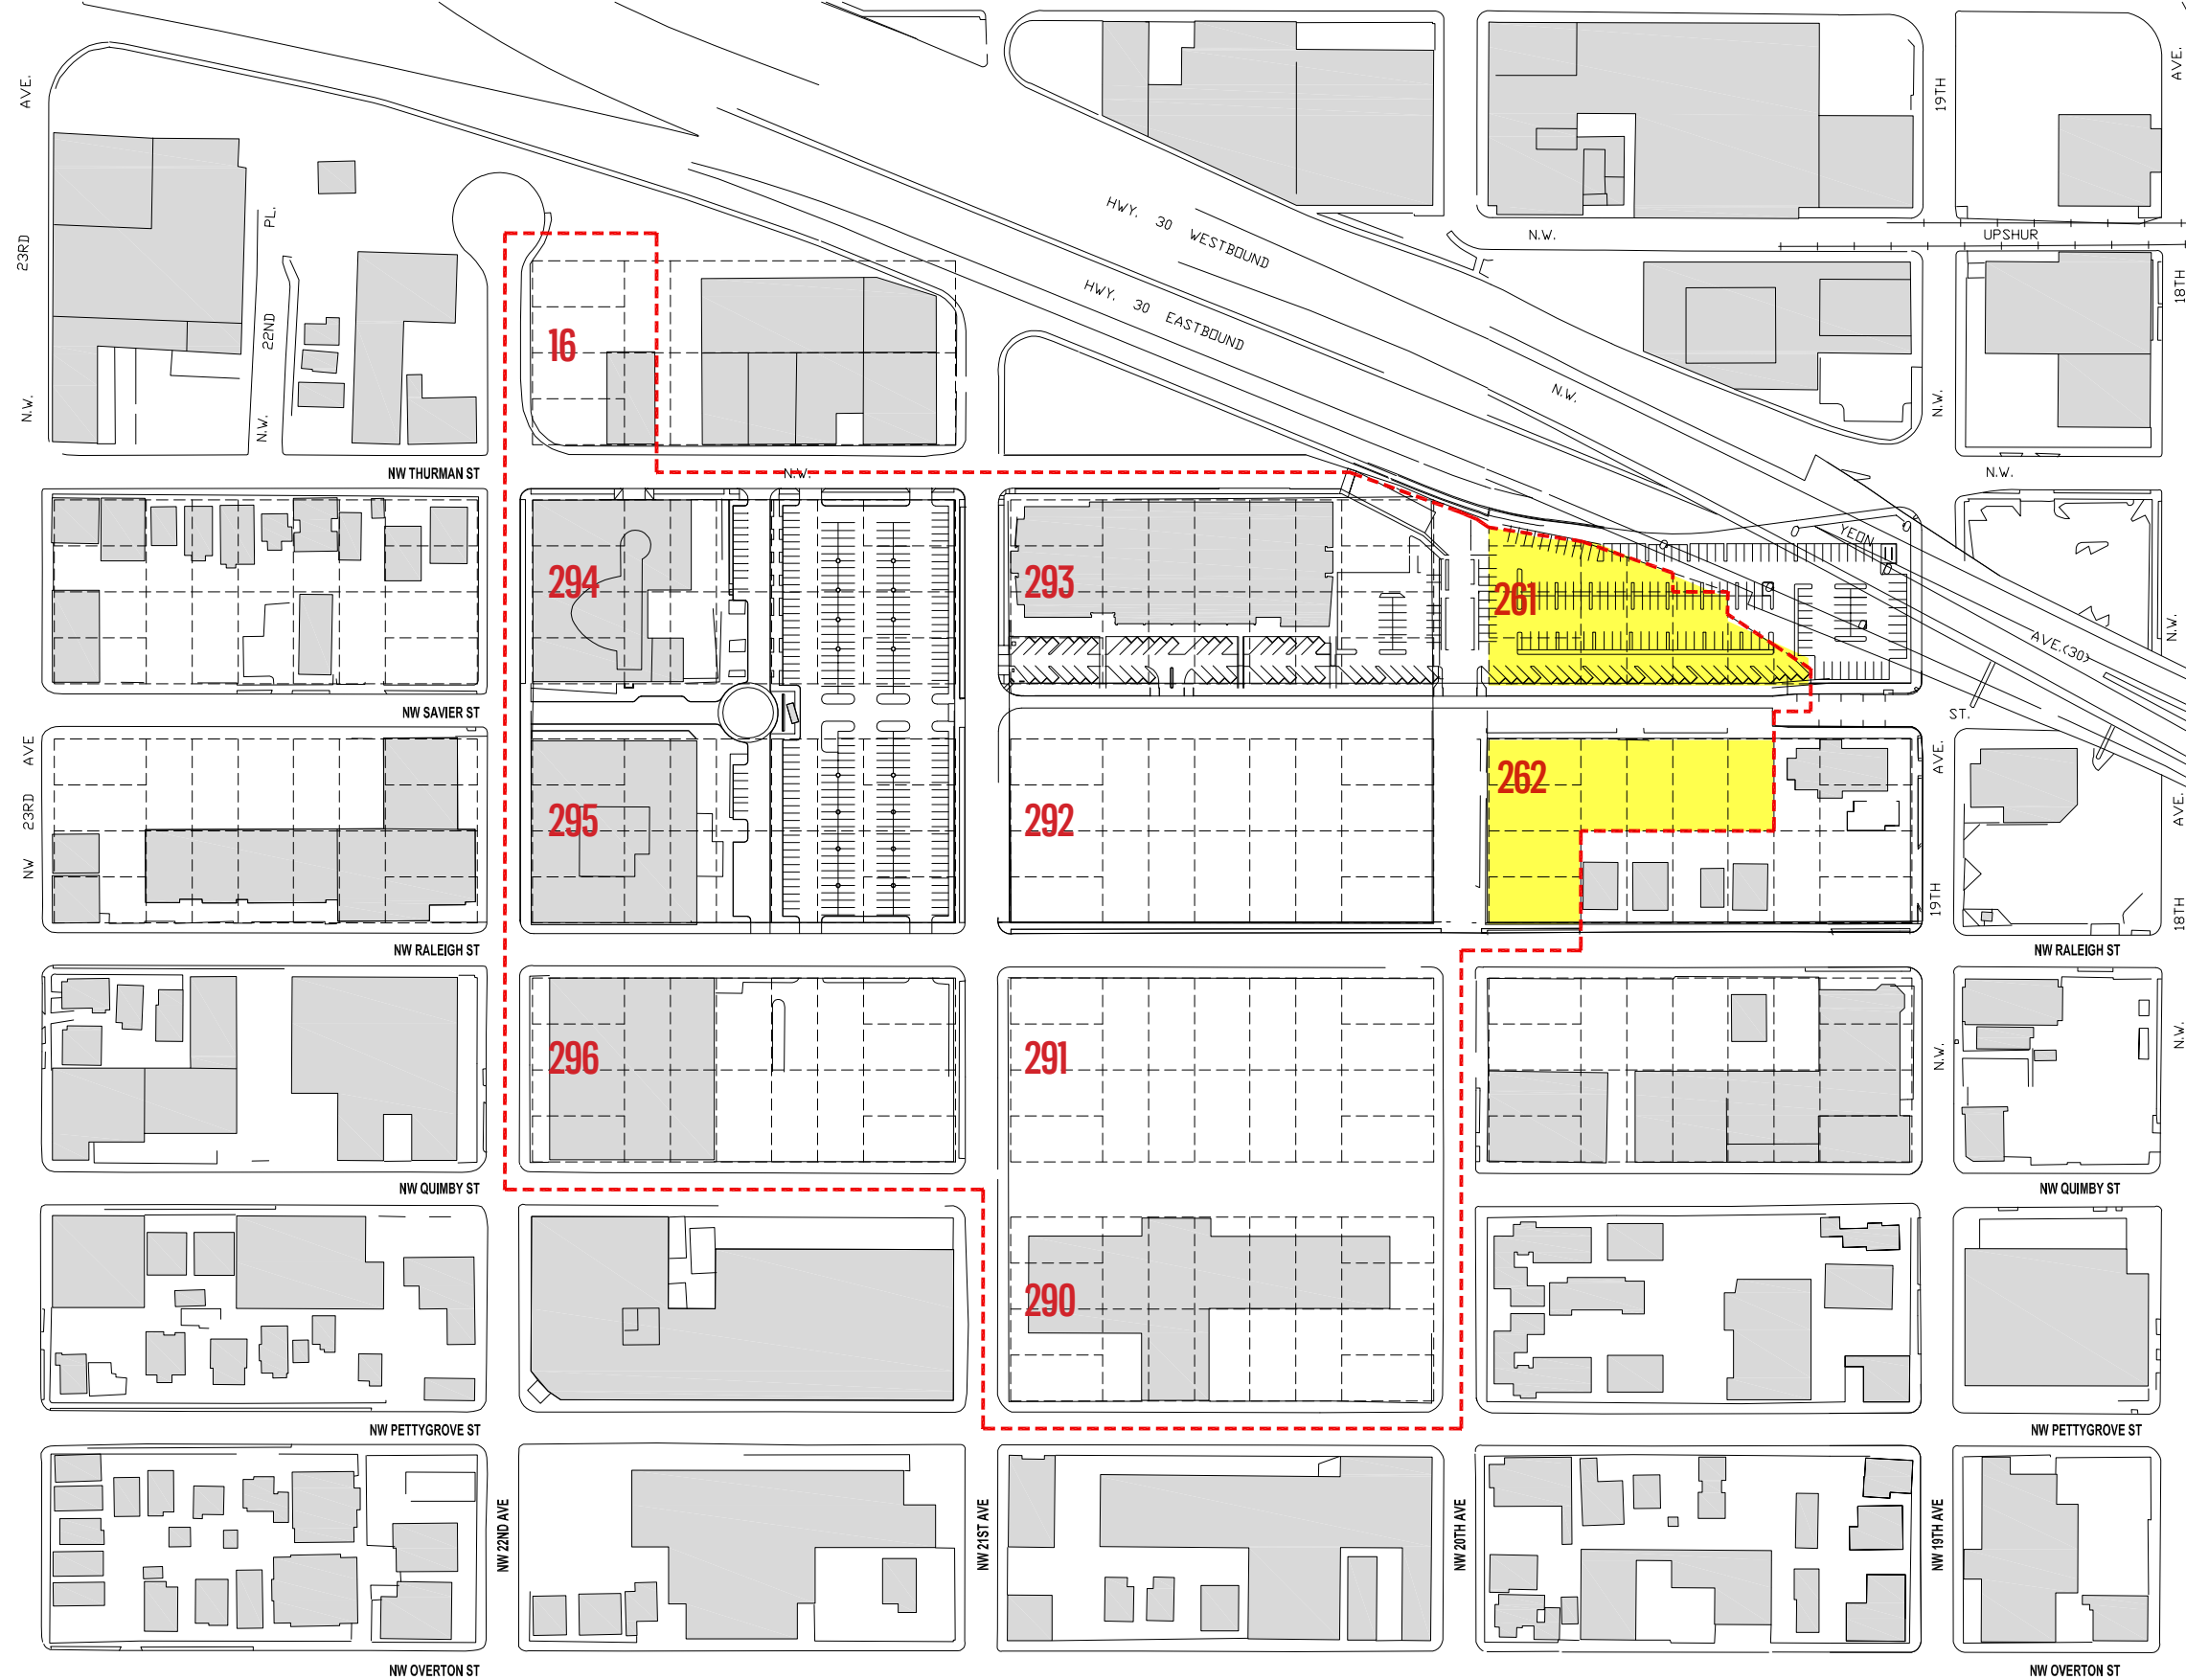 AVE.
19TH
AVE.
HWY. 30 WESTBOUND
N.W.
UPSHUR
23RD
PL.
18TH
HWY. 30 EASTBOUND
22ND
16
N.W.
N.W.
N.W.
N.W.
NW THURMAN ST
N.W.
N.W.
YEON
294
293
261
N.W.
AVE.(30)
NW SAVIER ST
ST.
NW 23RD AVE
AVE.
262
295
292
AVE.
19TH
18TH
NW RALEIGH ST
NW RALEIGH ST
296
291
N.W.
N.W.
NW QUIMBY ST
NW QUIMBY ST
290
NW PETTYGROVE ST
NW PETTYGROVE ST
NW 22ND AVE
NW 21ST AVE
NW 20TH AVE
NW 19TH AVE
NW OVERTON ST
NW OVERTON ST